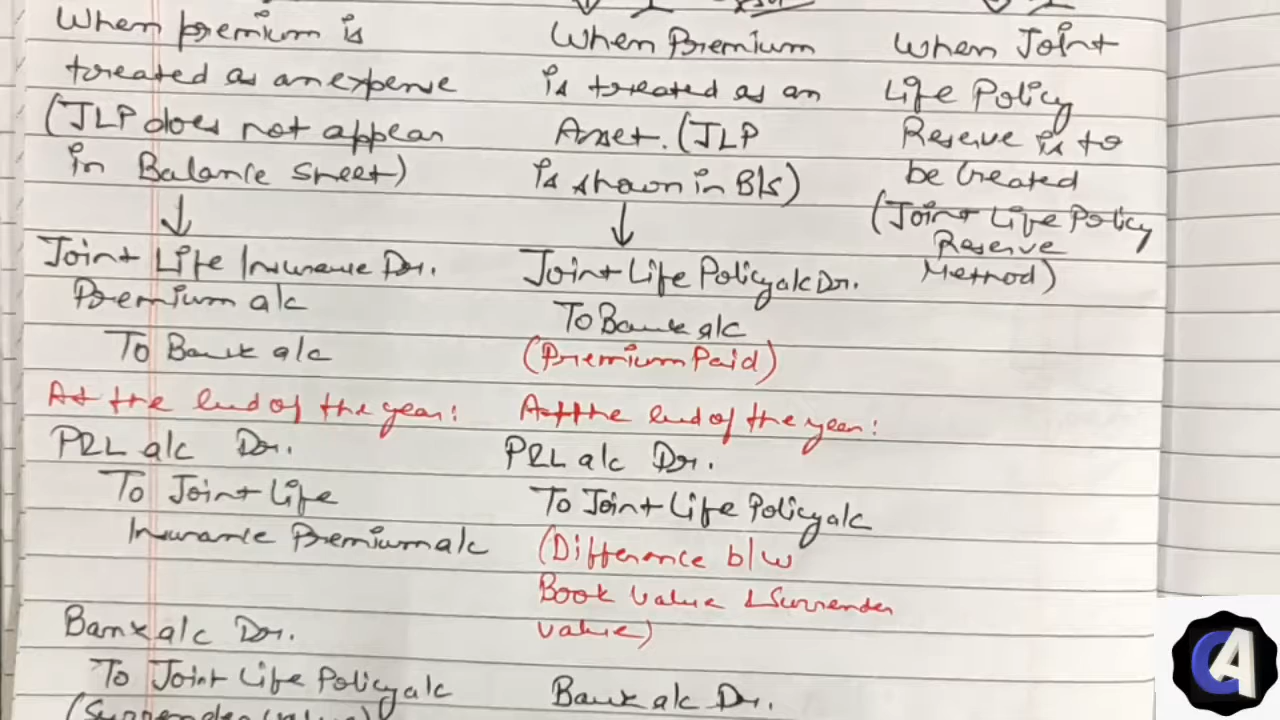 When premium is
treated as an expense
(JLP does not appear
in Balance Sheet)
Joint Life Insurance Dr.
Premium a/c
To Bank a/c
At the end of the year:
P&L a/c Dr.
To Joint Life
Insurance Premium a/c
Bank a/c Dr.
To Joint Life Policy a/c
(Surrender value)
When Premium
is treated as an
Asset. (JLP
is shown in B/s)
Joint Life Policy a/c Dr.
To Bank a/c
(Premium Paid)
At the end of the year:
P&L a/c Dr.
To Joint Life Policy a/c
(Difference b/w
Book value & Surrender
value)
Bank a/c Dr.
When Joint
Life Policy
Reserve is to
be Created
(Joint Life Policy
Reserve
Method)
CA